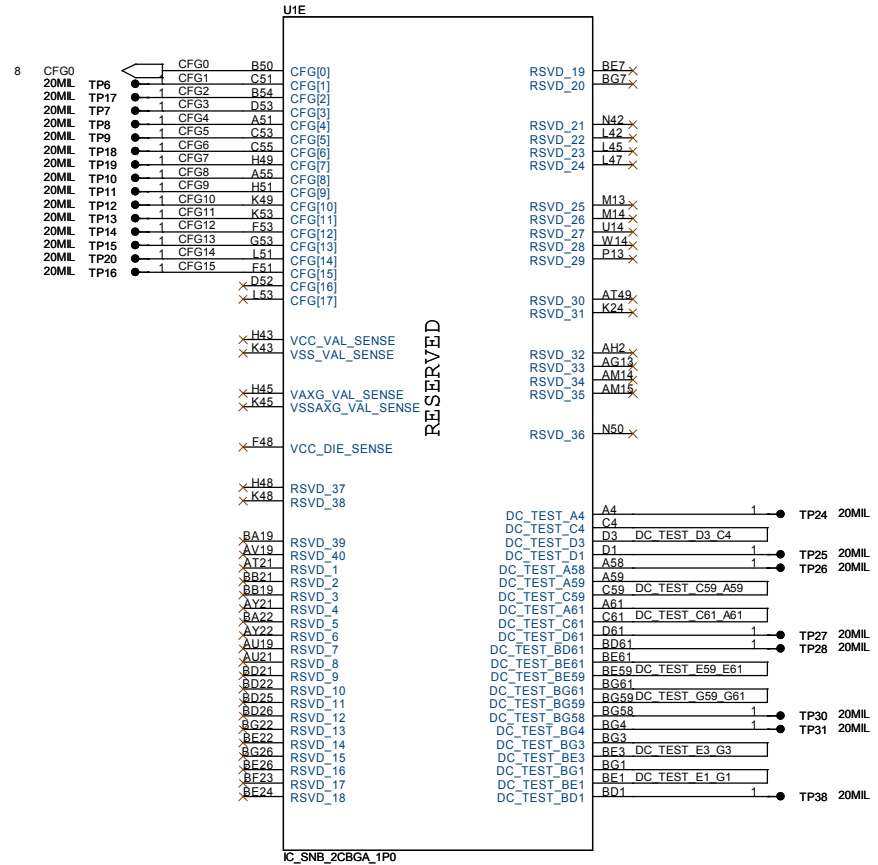 U1E
8 CFG0 CFG0 B50 CFG[0]
20MIL TP6 1 CFG1 C51 CFG[1]
20MIL TP17 1 CFG2 B54 CFG[2]
20MIL TP7 1 CFG3 D53 CFG[3]
20MIL TP8 1 CFG4 A51 CFG[4]
20MIL TP9 1 CFG5 C53 CFG[5]
20MIL TP18 1 CFG6 C55 CFG[6]
20MIL TP19 1 CFG7 H49 CFG[7]
20MIL TP10 1 CFG8 A55 CFG[8]
20MIL TP11 1 CFG9 H51 CFG[9]
20MIL TP12 1 CFG10 K49 CFG[10]
20MIL TP13 1 CFG11 K53 CFG[11]
20MIL TP14 1 CFG12 F53 CFG[12]
20MIL TP15 1 CFG13 G53 CFG[13]
20MIL TP20 1 CFG14 L51 CFG[14]
20MIL TP16 1 CFG15 F51 CFG[15]
D52 CFG[16]
L53 CFG[17]
H43 VCC_VAL_SENSE
K43 VSS_VAL_SENSE
H45 VAXG_VAL_SENSE
K45 VSSAXG_VAL_SENSE
F48 VCC_DIE_SENSE
H48 RSVD_37
K48 RSVD_38
BA19 RSVD_39
AV19 RSVD_40
AT21 RSVD_1
BB21 RSVD_2
BB19 RSVD_3
AY21 RSVD_4
BA22 RSVD_5
AY22 RSVD_6
AU19 RSVD_7
AU21 RSVD_8
BD21 RSVD_9
BD22 RSVD_10
BD25 RSVD_11
BD26 RSVD_12
BG22 RSVD_13
BE22 RSVD_14
BG26 RSVD_15
BE26 RSVD_16
BF23 RSVD_17
BE24 RSVD_18
RESERVED
RSVD_19 BE7
RSVD_20 BG7
RSVD_21 N42
RSVD_22 L42
RSVD_23 L45
RSVD_24 L47
RSVD_25 M13
RSVD_26 M14
RSVD_27 U14
RSVD_28 W14
RSVD_29 P13
RSVD_30 AT49
RSVD_31 K24
RSVD_32 AH2
RSVD_33 AG13
RSVD_34 AM14
RSVD_35 AM15
RSVD_36 N50
DC_TEST_A4 A4 1 TP24 20MIL
DC_TEST_C4 C4
DC_TEST_D3 D3 DC_TEST_D3_C4
DC_TEST_D1 D1 1 TP25 20MIL
DC_TEST_A58 A58 1 TP26 20MIL
DC_TEST_A59 A59
DC_TEST_C59 C59 DC_TEST_C59_A59
DC_TEST_A61 A61
DC_TEST_C61 C61 DC_TEST_C61_A61
DC_TEST_D61 D61 1 TP27 20MIL
DC_TEST_BD61 BD61 1 TP28 20MIL
DC_TEST_BE61 BE61
DC_TEST_BE59 BE59 DC_TEST_E59_E61
DC_TEST_BG61 BG61
DC_TEST_BG59 BG59 DC_TEST_G59_G61
DC_TEST_BG58 BG58 1 TP30 20MIL
DC_TEST_BG4 BG4 1 TP31 20MIL
DC_TEST_BG3 BG3
DC_TEST_BE3 BE3 DC_TEST_E3_G3
DC_TEST_BG1 BG1
DC_TEST_BE1 BE1 DC_TEST_E1_G1
DC_TEST_BD1 BD1 1 TP38 20MIL
IC_SNB_2CBGA_1P0